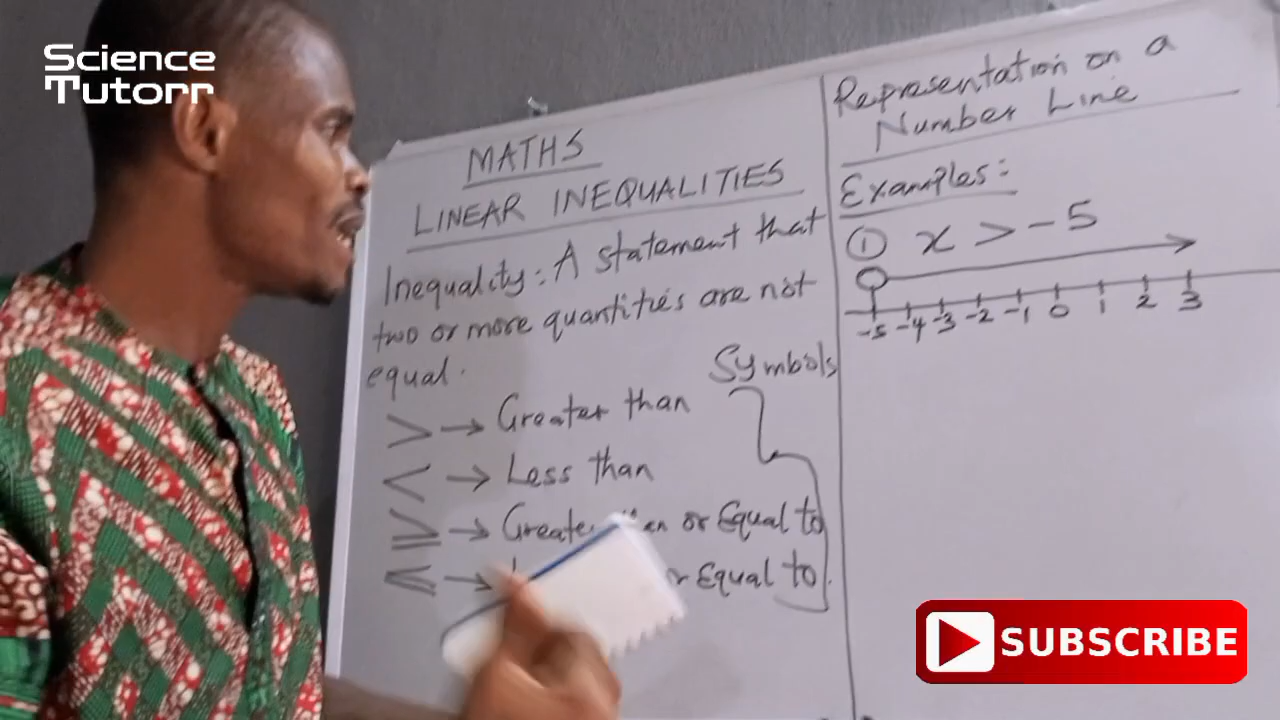 Science
Tutorr
MATHS
LINEAR INEQUALITIES
Inequality: A statement that
two or more quantities are not
equal.
Symbols
> → Greater than
< → Less than
≥ → Greater than or Equal to
≤ → or Equal to
Representation on a
Number Line
Examples:
① x > -5
-5 -4 -3 -2 -1 0 1 2 3
SUBSCRIBE